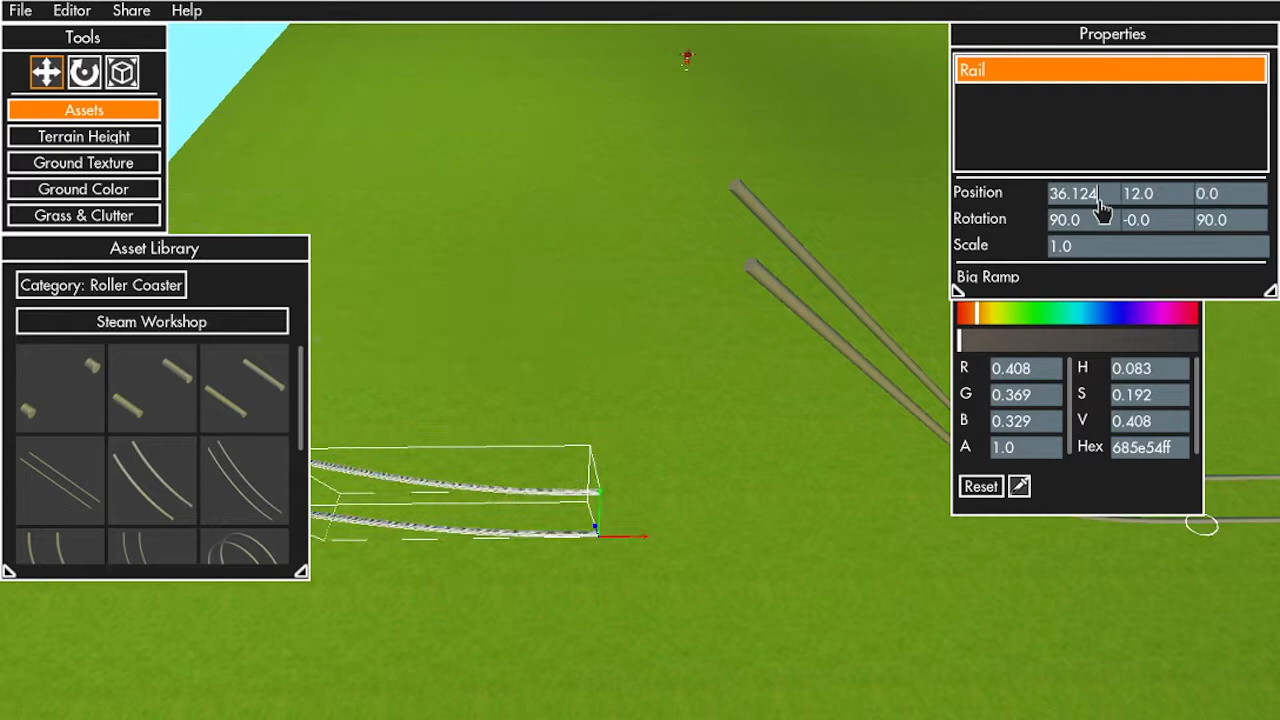 File Editor Share Help
Tools
Assets
Terrain Height
Ground Texture
Ground Color
Grass & Clutter
Asset Library
Category: Roller Coaster
Steam Workshop
Properties
Rail
Position 36.124 12.0 0.0
Rotation 90.0 -0.0 90.0
Scale 1.0
Big Ramp
R 0.408 H 0.083
G 0.369 S 0.192
B 0.329 V 0.408
A 1.0 Hex 685e54ff
Reset